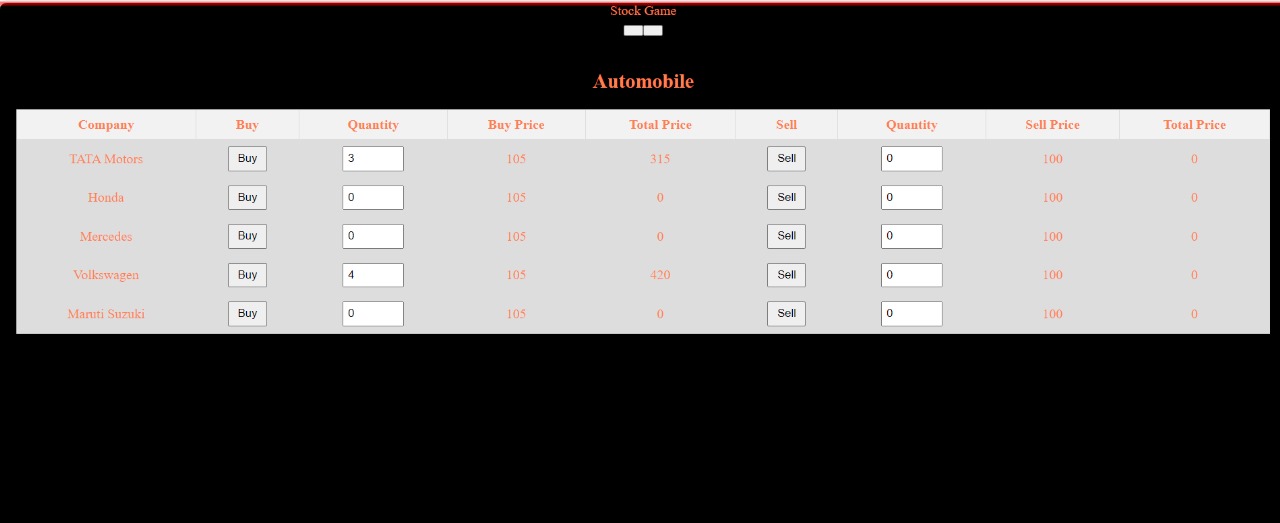 Stock Game
Automobile
Company Buy Quantity Buy Price Total Price Sell Quantity Sell Price Total Price
TATA Motors Buy 3 105 315 Sell 0 100 0
Honda Buy 0 105 0 Sell 0 100 0
Mercedes Buy 0 105 0 Sell 0 100 0
Volkswagen Buy 4 105 420 Sell 0 100 0
Maruti Suzuki Buy 0 105 0 Sell 0 100 0